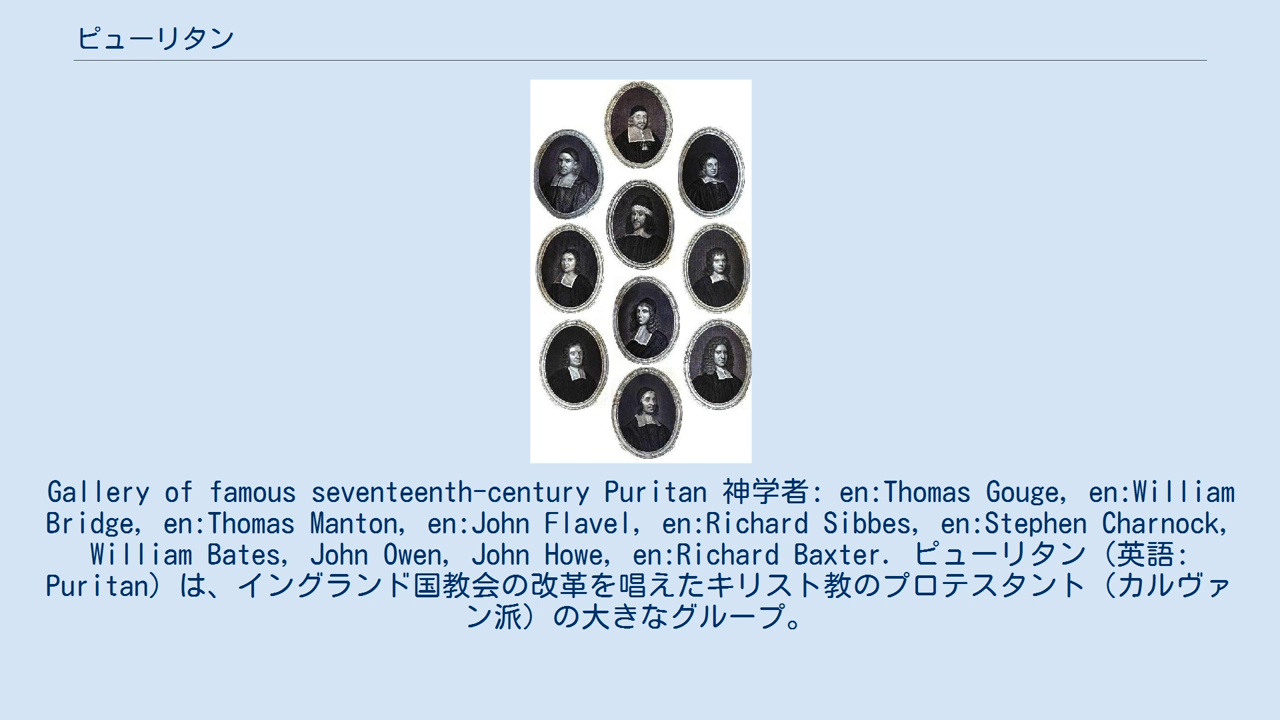 ピューリタン
Gallery of famous seventeenth-century Puritan 神学者: en:Thomas Gouge, en:William
Bridge, en:Thomas Manton, en:John Flavel, en:Richard Sibbes, en:Stephen Charnock,
William Bates, John Owen, John Howe, en:Richard Baxter. ピューリタン（英語:
Puritan）は、イングランド国教会の改革を唱えたキリスト教のプロテスタント（カルヴァ
ン派）の大きなグループ。